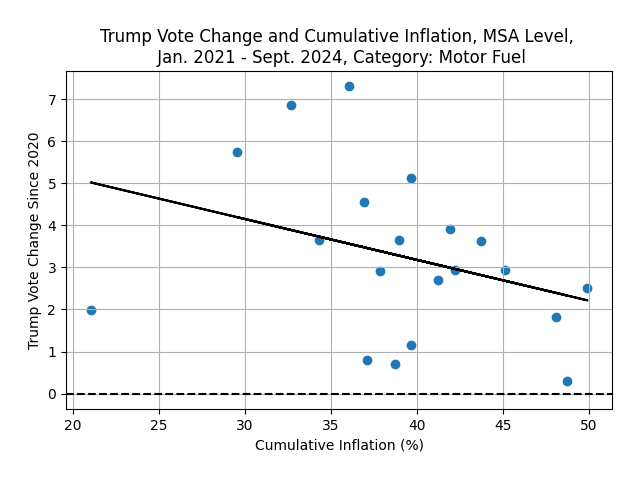 Trump Vote Change and Cumulative Inflation, MSA Level,
Jan. 2021 - Sept. 2024, Category: Motor Fuel
Trump Vote Change Since 2020
7
6
5
4
3
2
1
0
20 25 30 35 40 45 50
Cumulative Inflation (%)